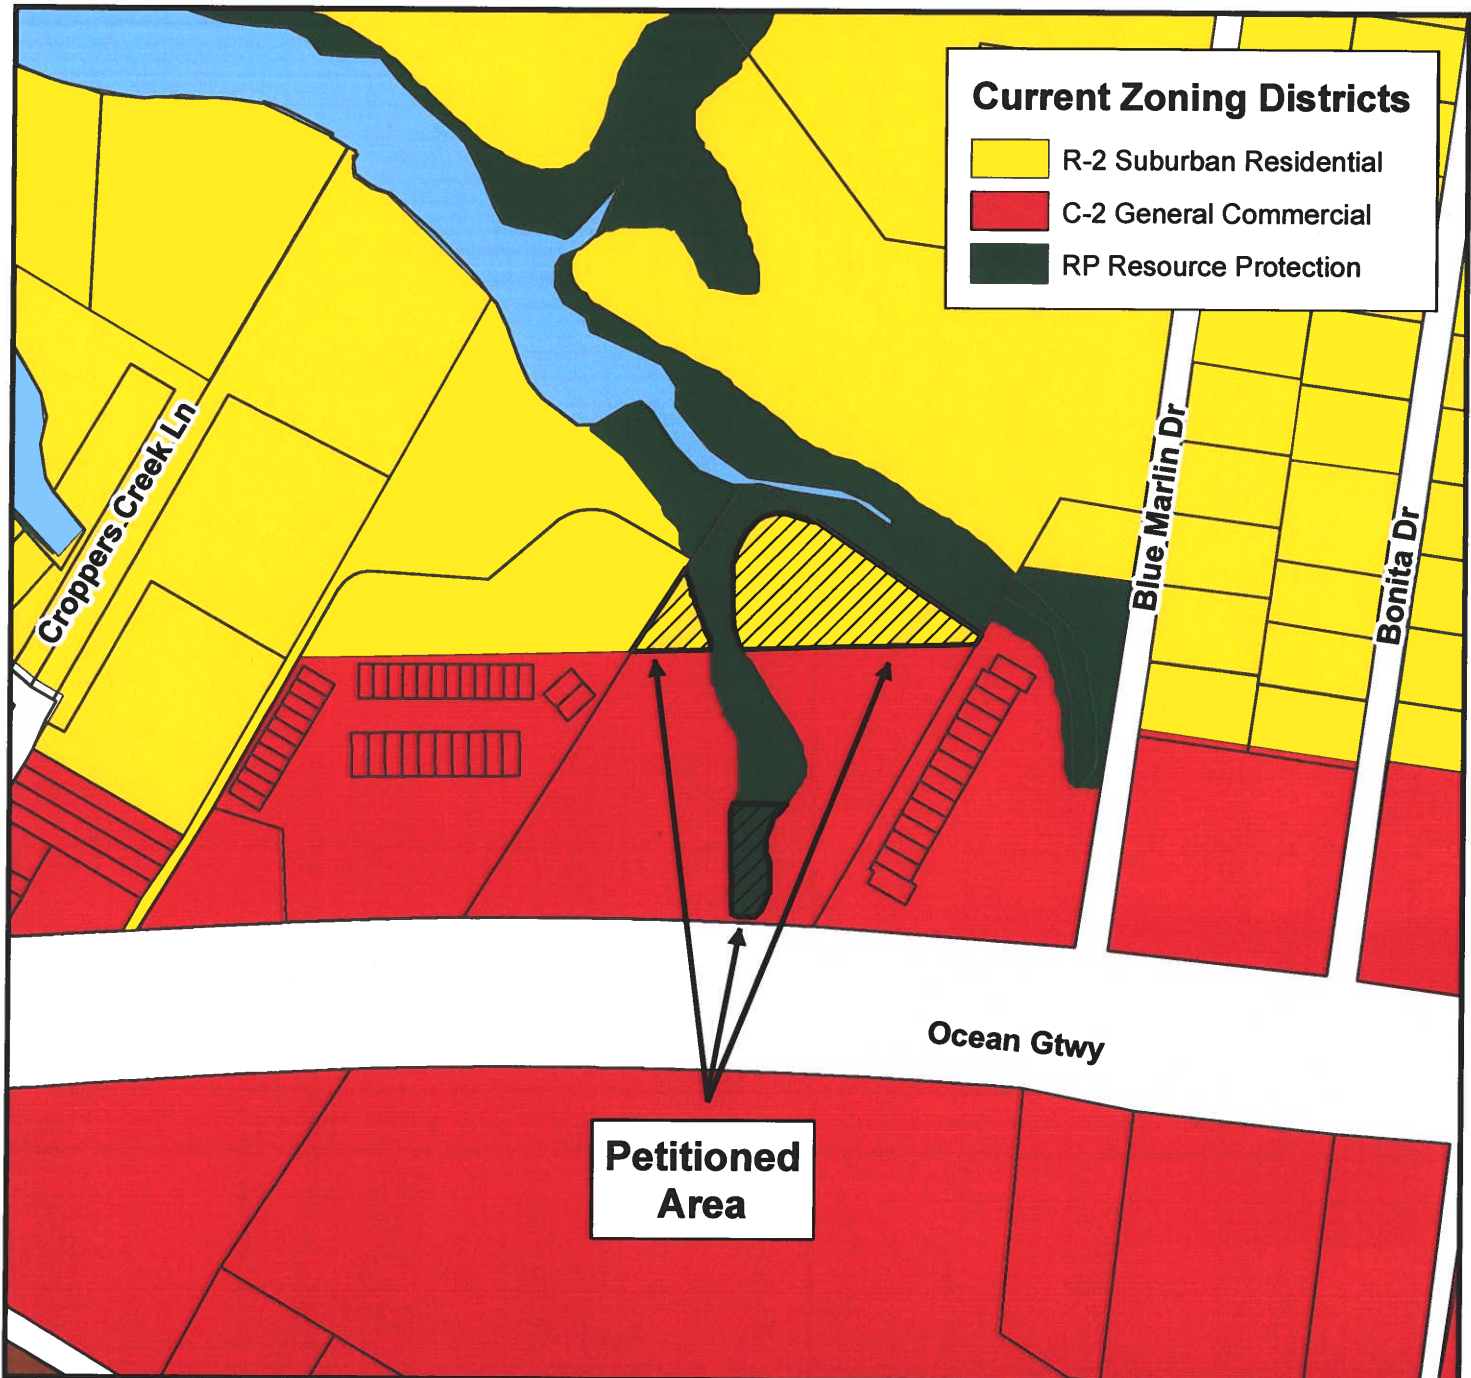 Current Zoning Districts
R-2 Suburban Residential
C-2 General Commercial
RP Resource Protection
Croppers Creek Ln
Blue Marlin Dr
Bonita Dr
Ocean Gtwy
Petitioned
Area